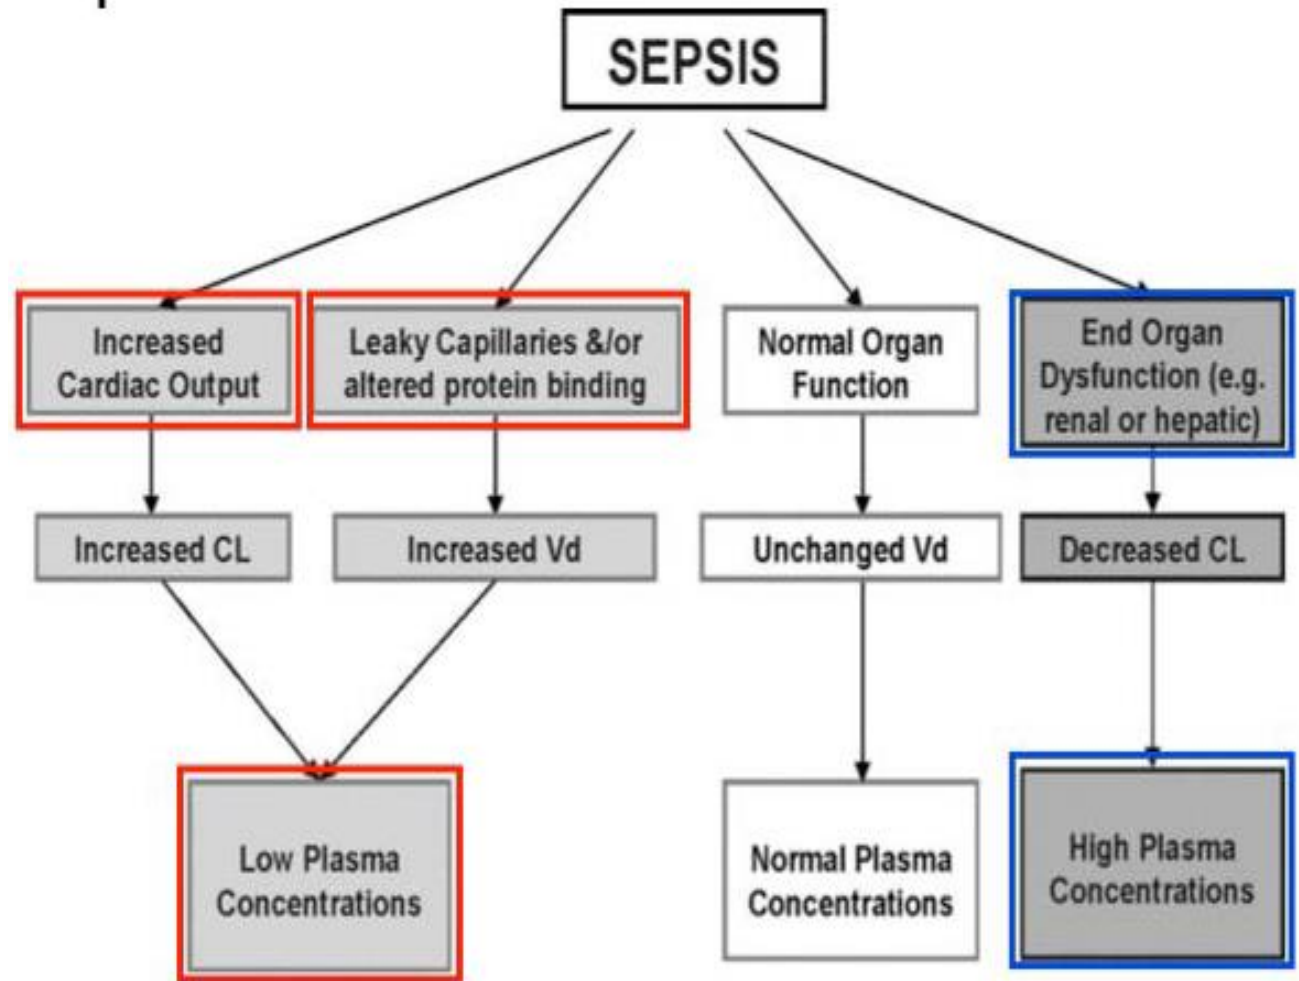 SEPSIS
Increased
Cardiac Output
Leaky Capillaries &/or
altered protein binding
Normal Organ
Function
End Organ
Dysfunction (e.g.
renal or hepatic)
Increased CL
Increased Vd
Unchanged Vd
Decreased CL
Low Plasma
Concentrations
Normal Plasma
Concentrations
High Plasma
Concentrations